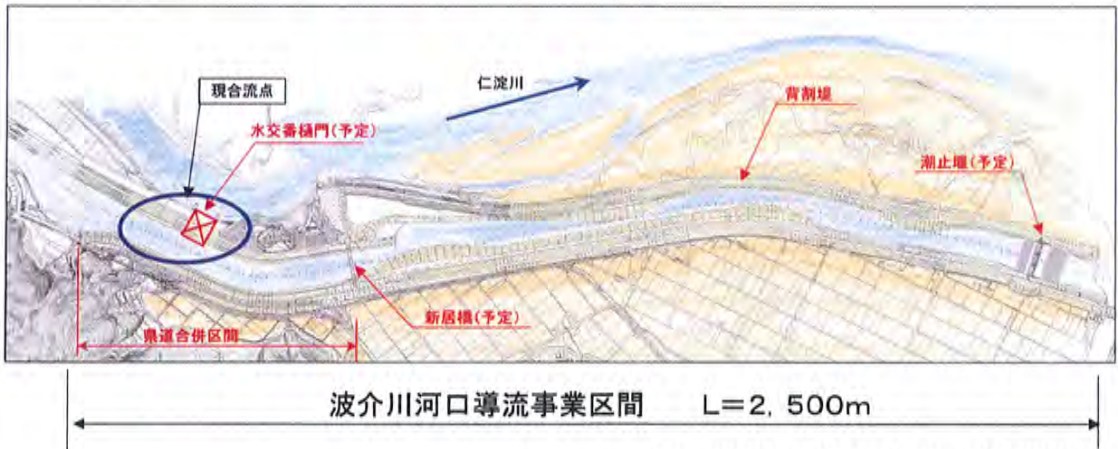 仁淀川
現合流点
背割堤
水交番樋門(予定)
潮止堰(予定)
新居橋(予定)
県道合併区間
波介川河口導流事業区間 L=2,500m